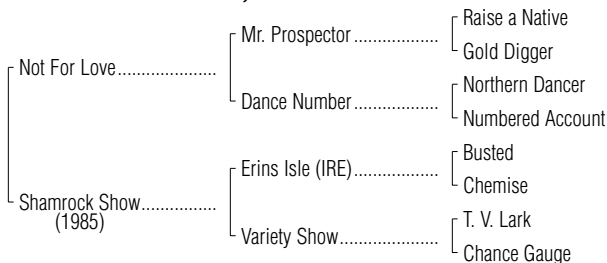 Raise a Native
Mr. Prospector ..................
Gold Digger
Not For Love.....................
Northern Dancer
Dance Number ..................
Numbered Account
Busted
Erins Isle (IRE)..................
Chemise
Shamrock Show................
(1985)
T. V. Lark
Variety Show.....................
Chance Gauge